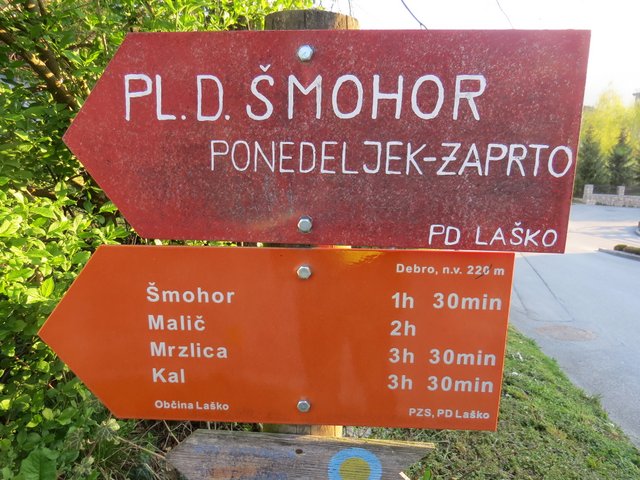 PL.D. ŠMOHOR
PONEDELJEK-ZAPRTO
PD LAŠKO
Debro, n.v. 220 m
Šmohor 1h 30min
Malič 2h
Mrzlica 3h 30min
Kal 3h 30min
Občina Laško PZS, PD Laško